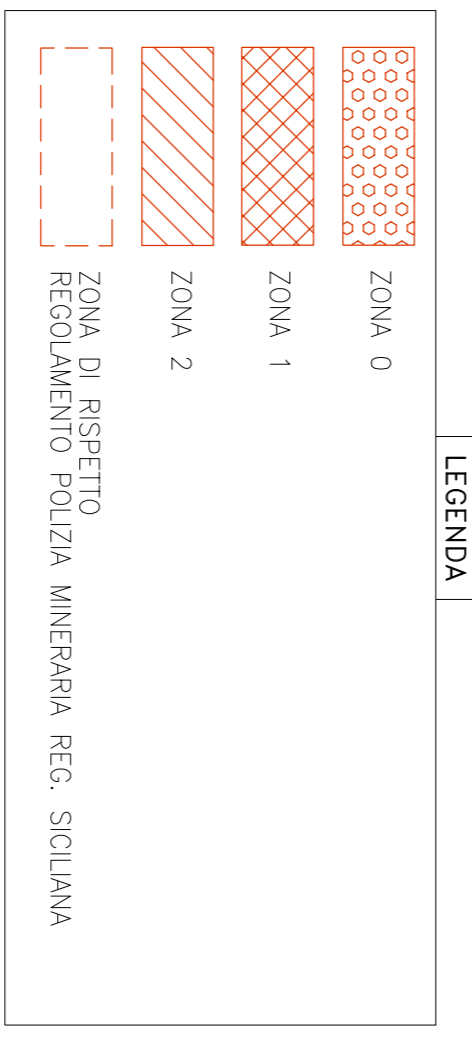 LEGENDA
ZONA 0
ZONA 1
ZONA 2
ZONA DI RISPETTO
REGOLAMENTO POLIZIA MINERARIA REG. SICILIANA